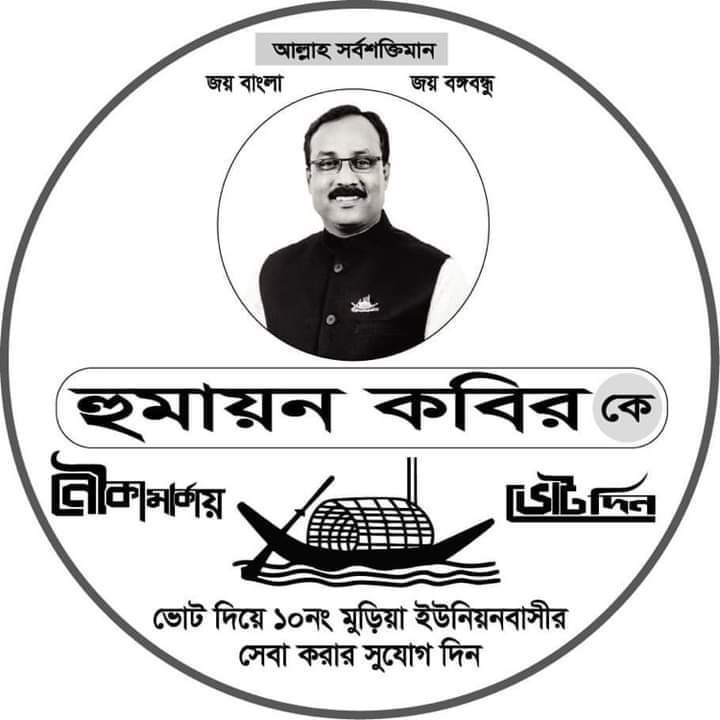 আল্লাহ সর্বশক্তিমান
জয় বাংলা জয় বঙ্গবন্ধু
হুমায়ন কবির কে
নৌকা মার্কায় ভোট দিন
ভোট দিয়ে ১০নং মুড়িয়া ইউনিয়নবাসীর
সেবা করার সুযোগ দিন